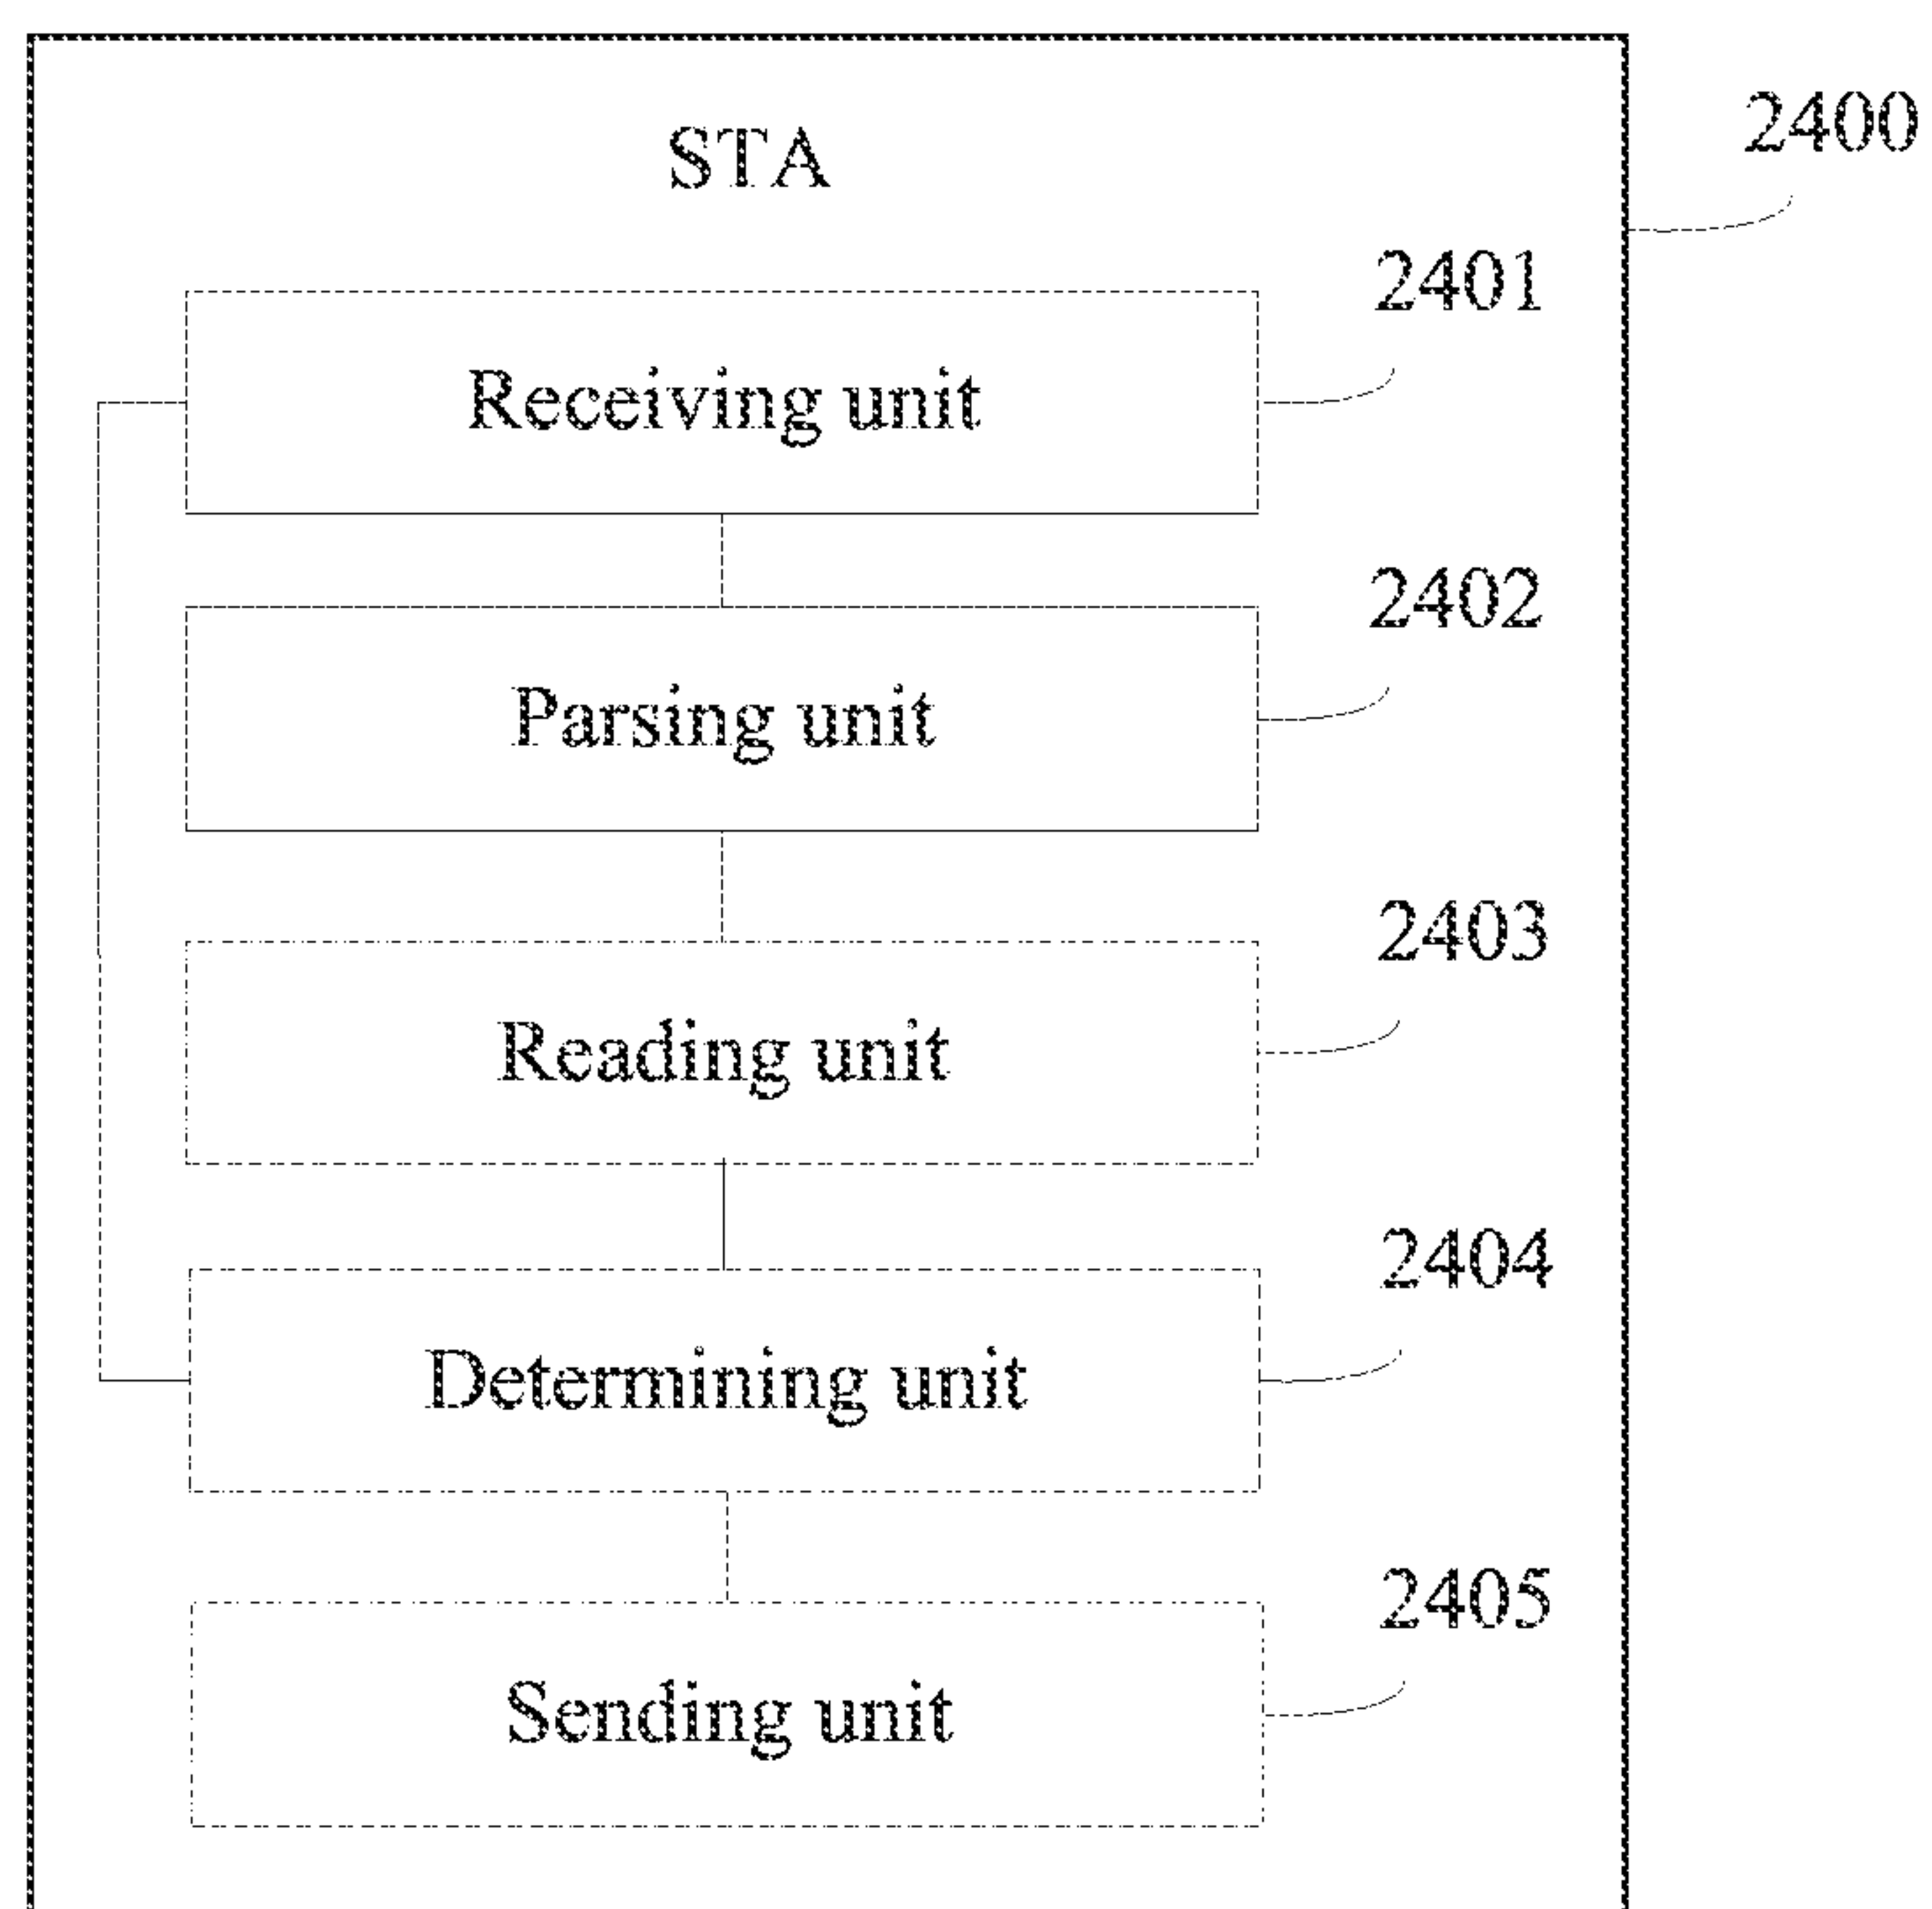 2400
STA
2401
Receiving unit
2402
Parsing unit
2403
Reading unit
2404
Determining unit
2405
Sending unit